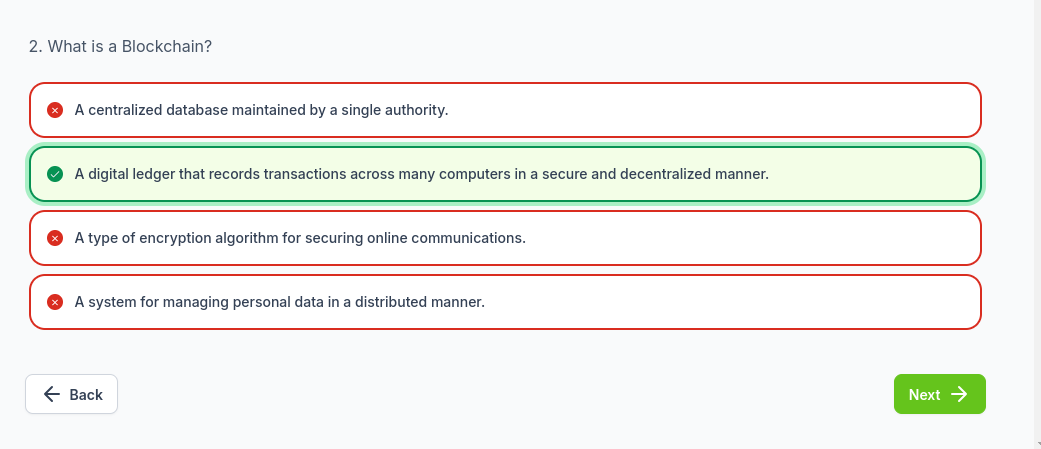 2. What is a Blockchain?
A centralized database maintained by a single authority.
A digital ledger that records transactions across many computers in a secure and decentralized manner.
A type of encryption algorithm for securing online communications.
A system for managing personal data in a distributed manner.
Back
Next